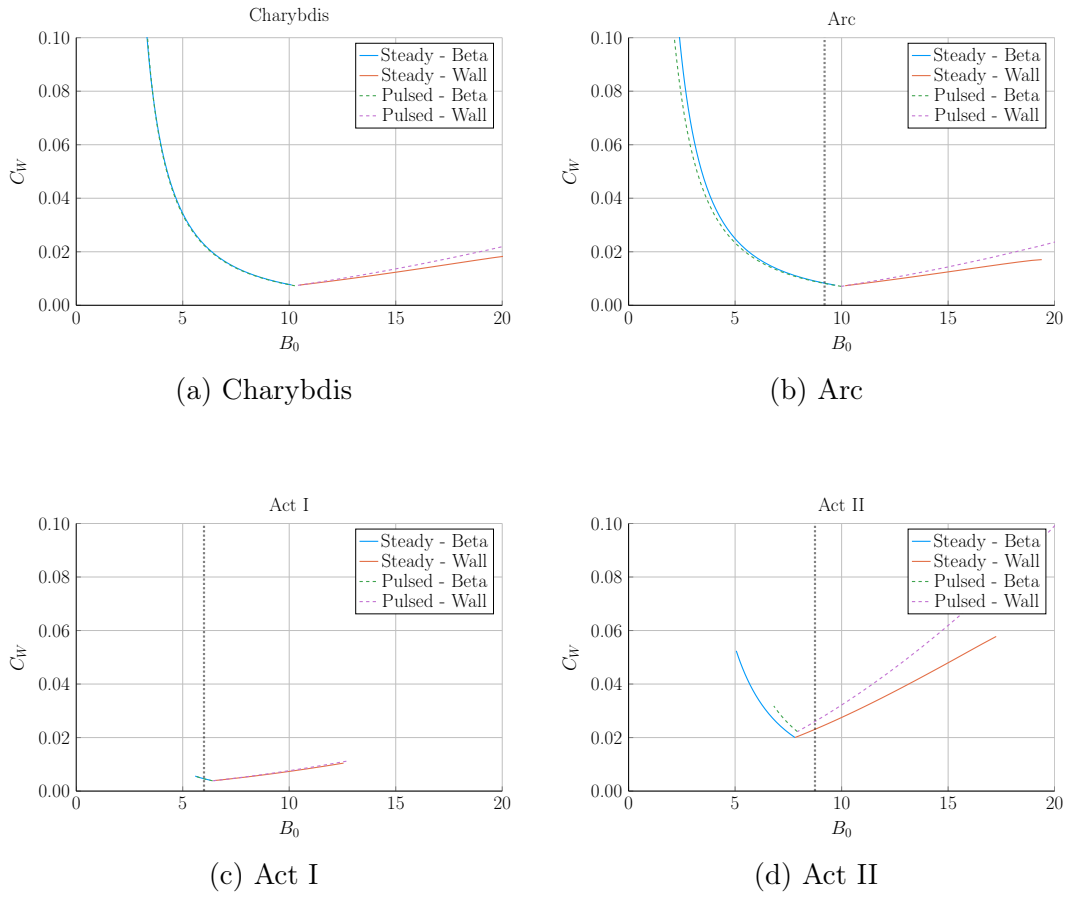 Charybdis
0.10
0.08
0.06
0.04
0.02
0.00
C_W
Steady - Beta
Steady - Wall
Pulsed - Beta
Pulsed - Wall
0 5 10 15 20
B_0
(a) Charybdis
Arc
0.10
0.08
0.06
0.04
0.02
0.00
C_W
Steady - Beta
Steady - Wall
Pulsed - Beta
Pulsed - Wall
0 5 10 15 20
B_0
(b) Arc
Act I
0.10
0.08
0.06
0.04
0.02
0.00
C_W
Steady - Beta
Steady - Wall
Pulsed - Beta
Pulsed - Wall
0 5 10 15 20
B_0
(c) Act I
Act II
0.10
0.08
0.06
0.04
0.02
0.00
C_W
Steady - Beta
Steady - Wall
Pulsed - Beta
Pulsed - Wall
0 5 10 15 20
B_0
(d) Act II